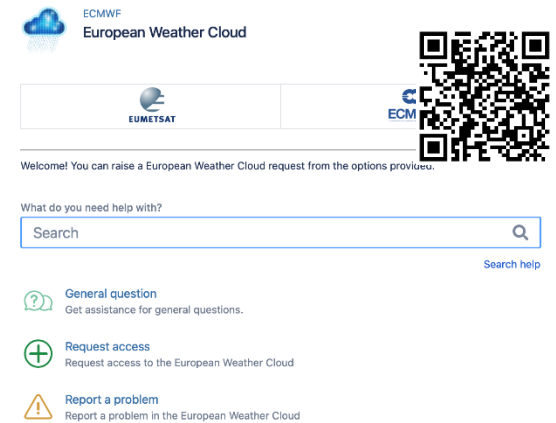 ECMWF
European Weather Cloud
EUMETSAT
ECM
Welcome! You can raise a European Weather Cloud request from the options provided.
What do you need help with?
Search
Search help
General question
Get assistance for general questions.
Request access
Request access to the European Weather Cloud
Report a problem
Report a problem in the European Weather Cloud